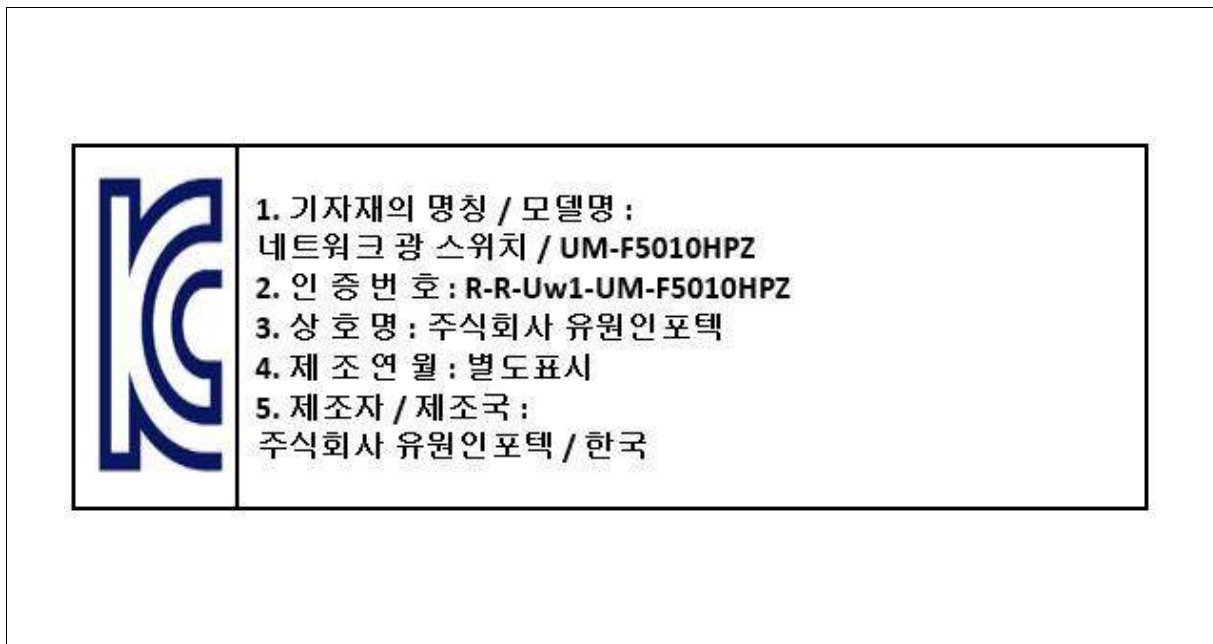 KC
1. 기자재의 명칭 / 모델명 :
네트워크 광 스위치 / UM-F5010HPZ
2. 인 증 번 호 : R-R-Uw1-UM-F5010HPZ
3. 상 호 명 : 주식회사 유원인포텍
4. 제 조 연 월 : 별도표시
5. 제조자 / 제조국 :
주식회사 유원인포텍 / 한국